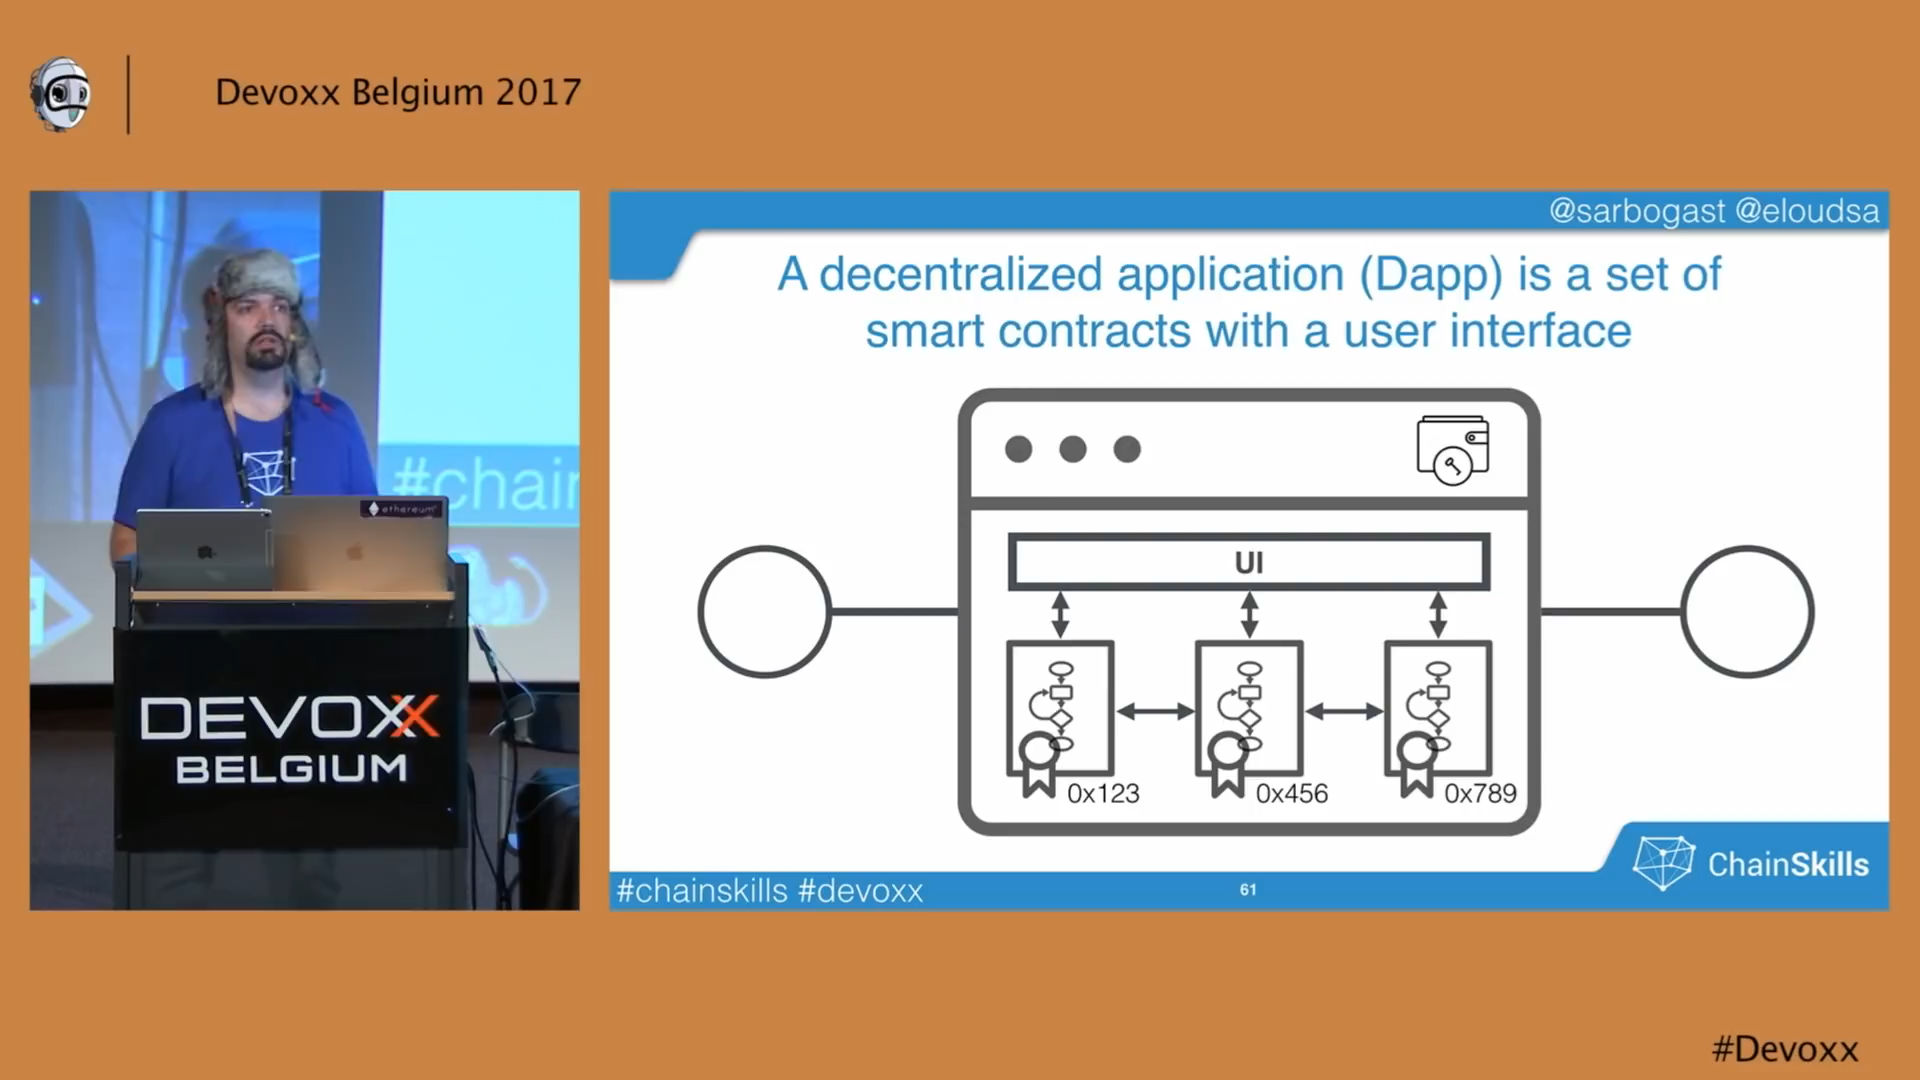 Devoxx Belgium 2017
#chain
ethereum
DEVOXX
BELGIUM
@sarbogast @eloudsa
A decentralized application (Dapp) is a set of
smart contracts with a user interface
UI
0x123
0x456
0x789
#chainskills #devoxx
61
ChainSkills
#Devoxx